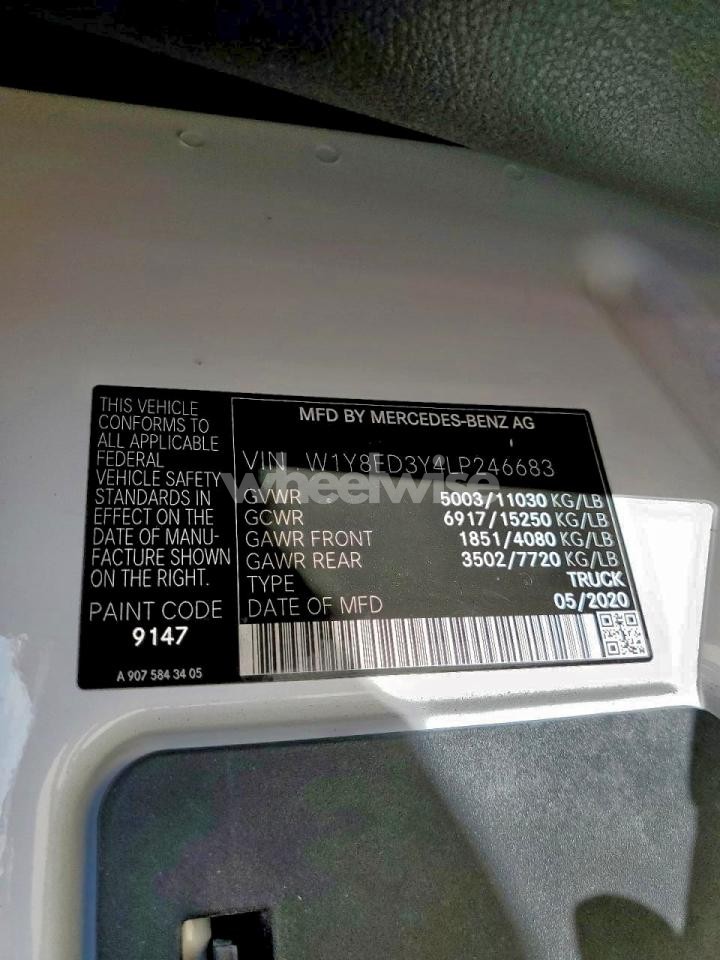 THIS VEHICLE
CONFORMS TO
ALL APPLICABLE
FEDERAL
VEHICLE SAFETY
STANDARDS IN
EFFECT ON THE
DATE OF MANU-
FACTURE SHOWN
ON THE RIGHT.
PAINT CODE
9147
A 907 584 34 05
MFD BY MERCEDES-BENZ AG
VIN W1Y8ED3Y4LP246683
GVWR 5003/11030 KG/LB
GCWR 6917/15250 KG/LB
GAWR FRONT 1851/4080 KG/LB
GAWR REAR 3502/7720 KG/LB
TYPE TRUCK
DATE OF MFD 05/2020
wheelwise